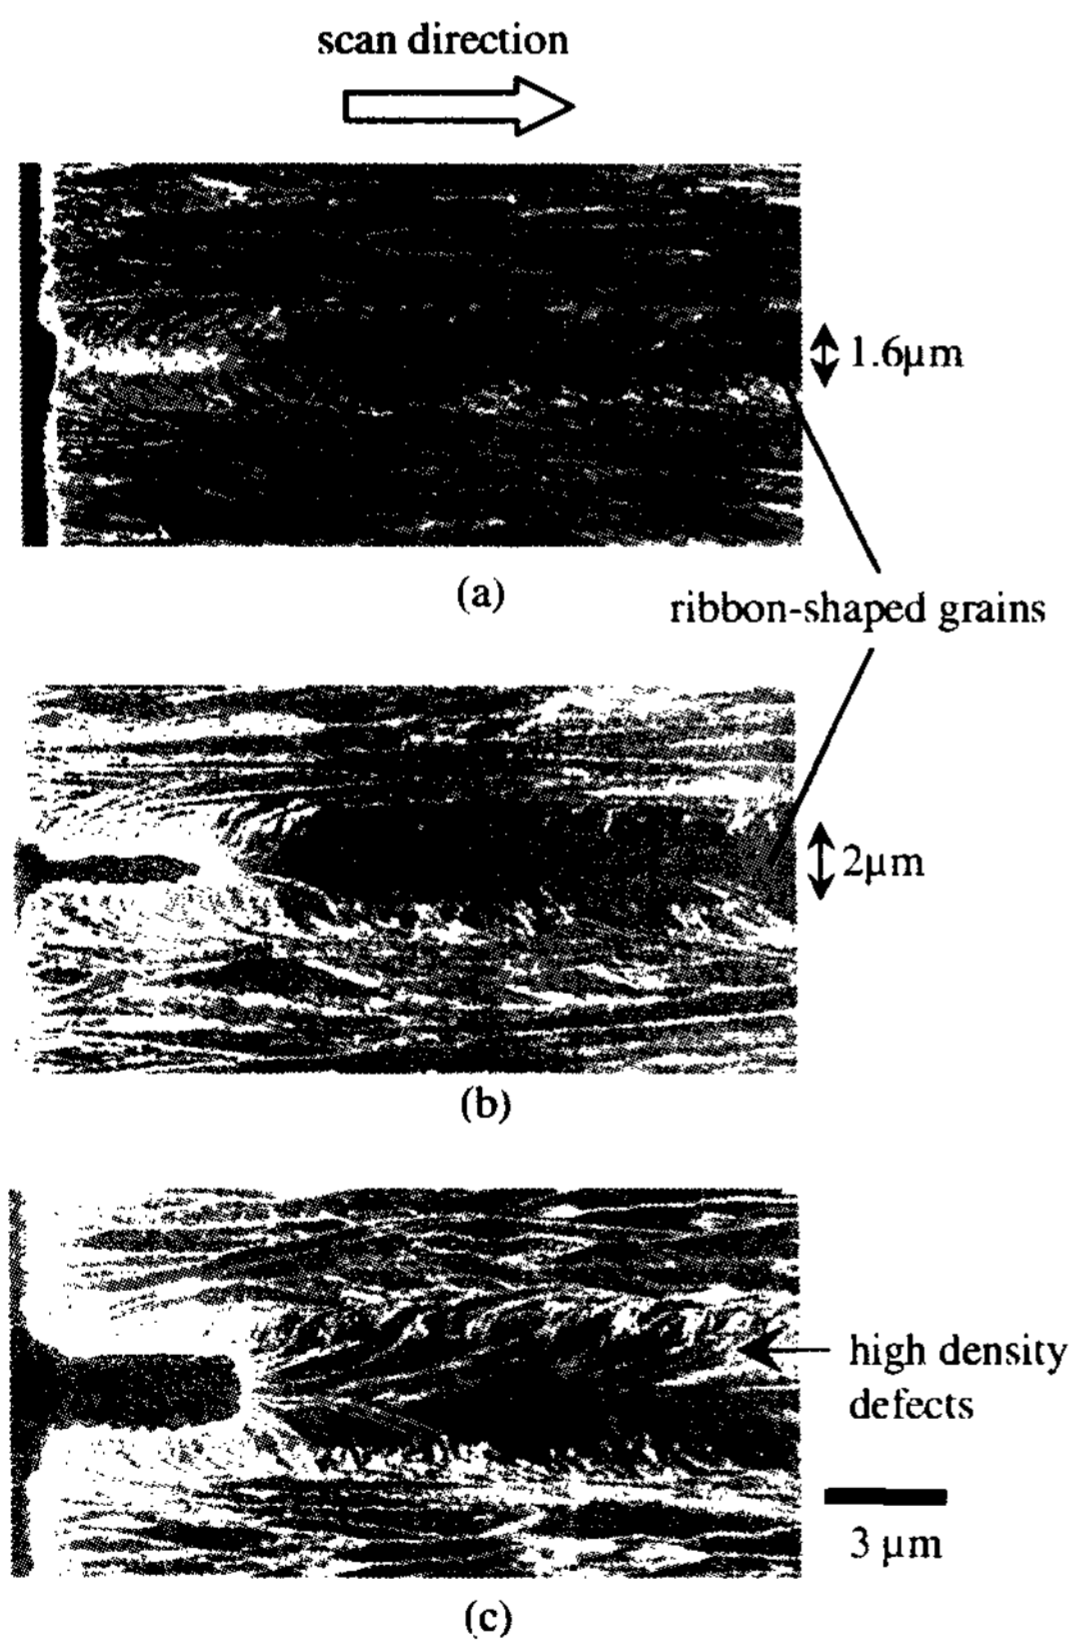 scan direction
1.6μm
(a)
ribbon-shaped grains
2μm
(b)
high density
defects
3 μm
(c)